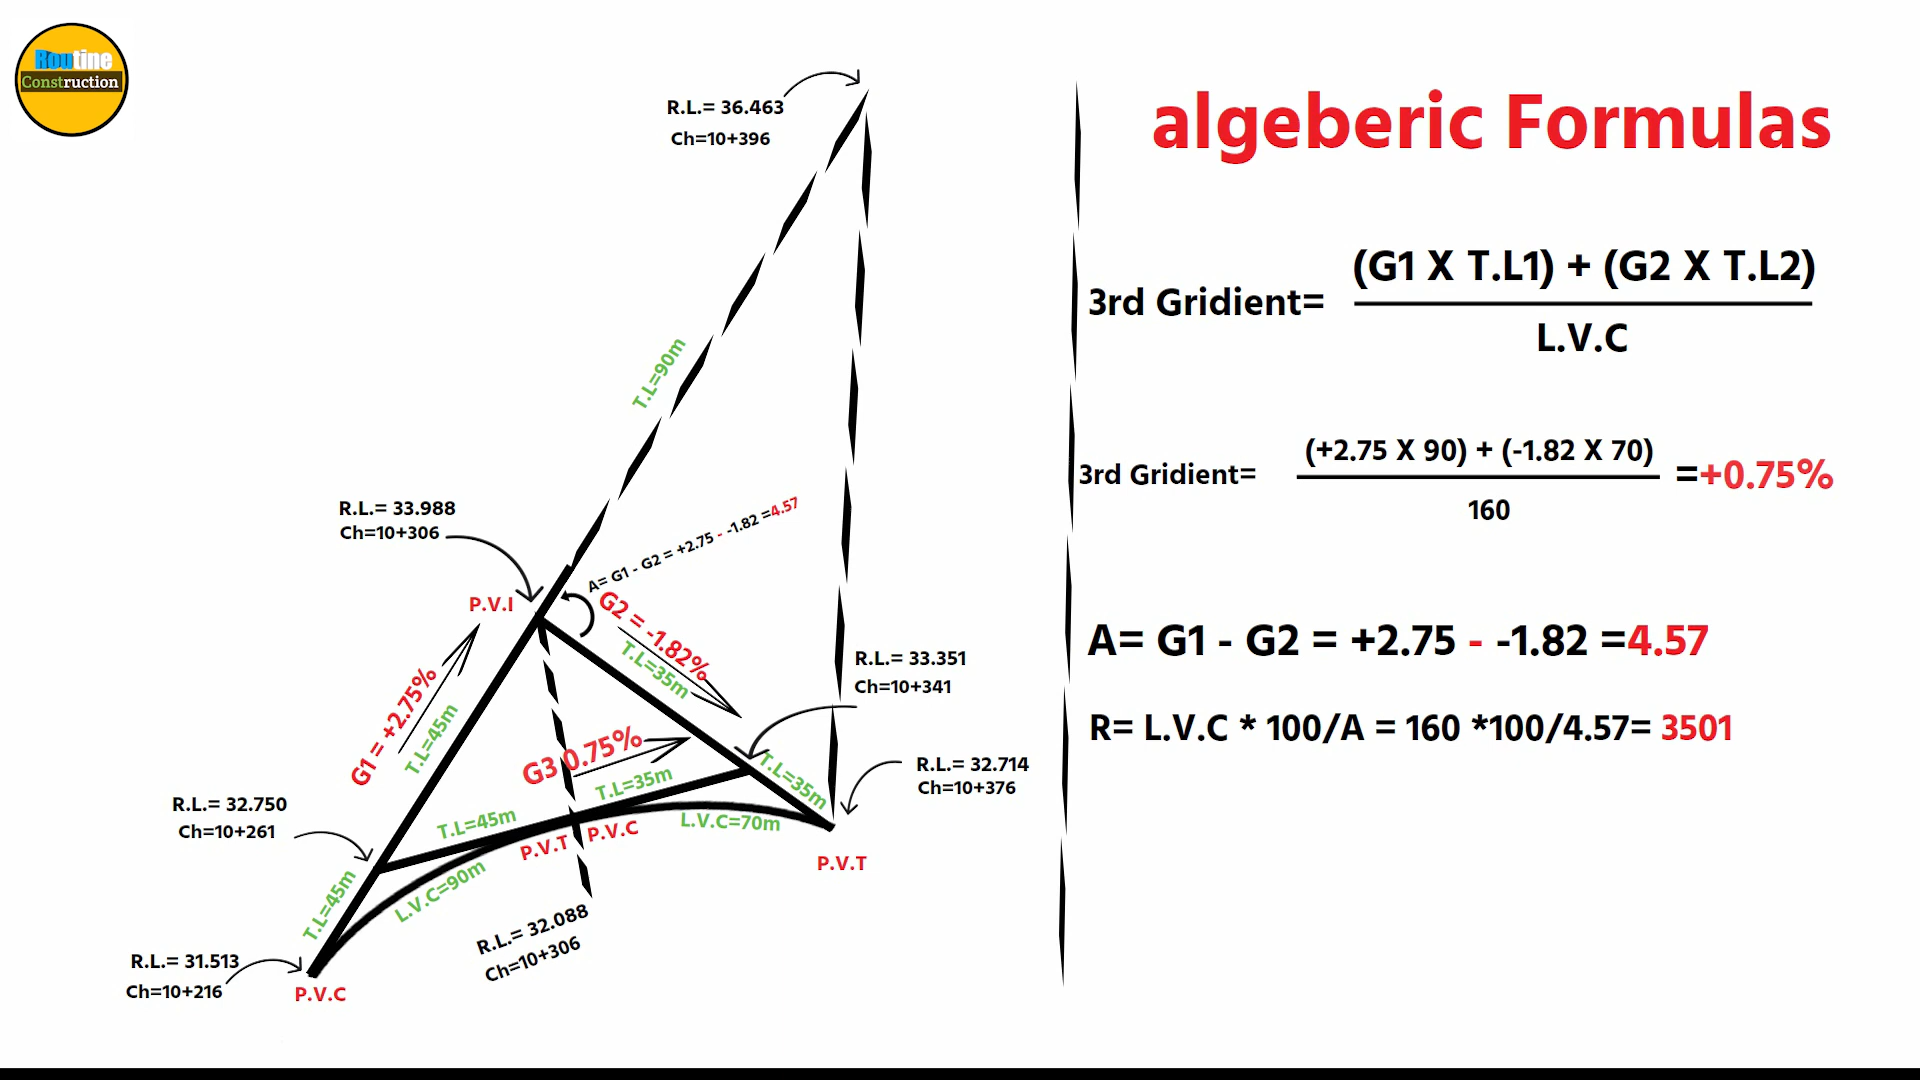 Routine
Construction
R.L.= 36.463
Ch=10+396
T.L=90m
R.L.= 33.988
Ch=10+306
A= G1 - G2 = +2.75 - -1.82 =4.57
P.V.I
G2 = -1.82%
T.L=35m
G1 = +2.75%
T.L=45m
R.L.= 33.351
Ch=10+341
G3 0.75%
T.L=35m
T.L=35m
R.L.= 32.714
Ch=10+376
R.L.= 32.750
Ch=10+261
T.L=45m
L.V.C=70m
P.V.T
P.V.C
P.V.T
L.V.C=90m
T.L=45m
R.L.= 32.088
Ch=10+306
R.L.= 31.513
Ch=10+216
P.V.C
algeberic Formulas
3rd Gridient=
(G1 X T.L1) + (G2 X T.L2)
L.V.C
3rd Gridient=
(+2.75 X 90) + (-1.82 X 70)
160
=+0.75%
A= G1 - G2 = +2.75 - -1.82 =4.57
R= L.V.C * 100/A = 160 *100/4.57= 3501